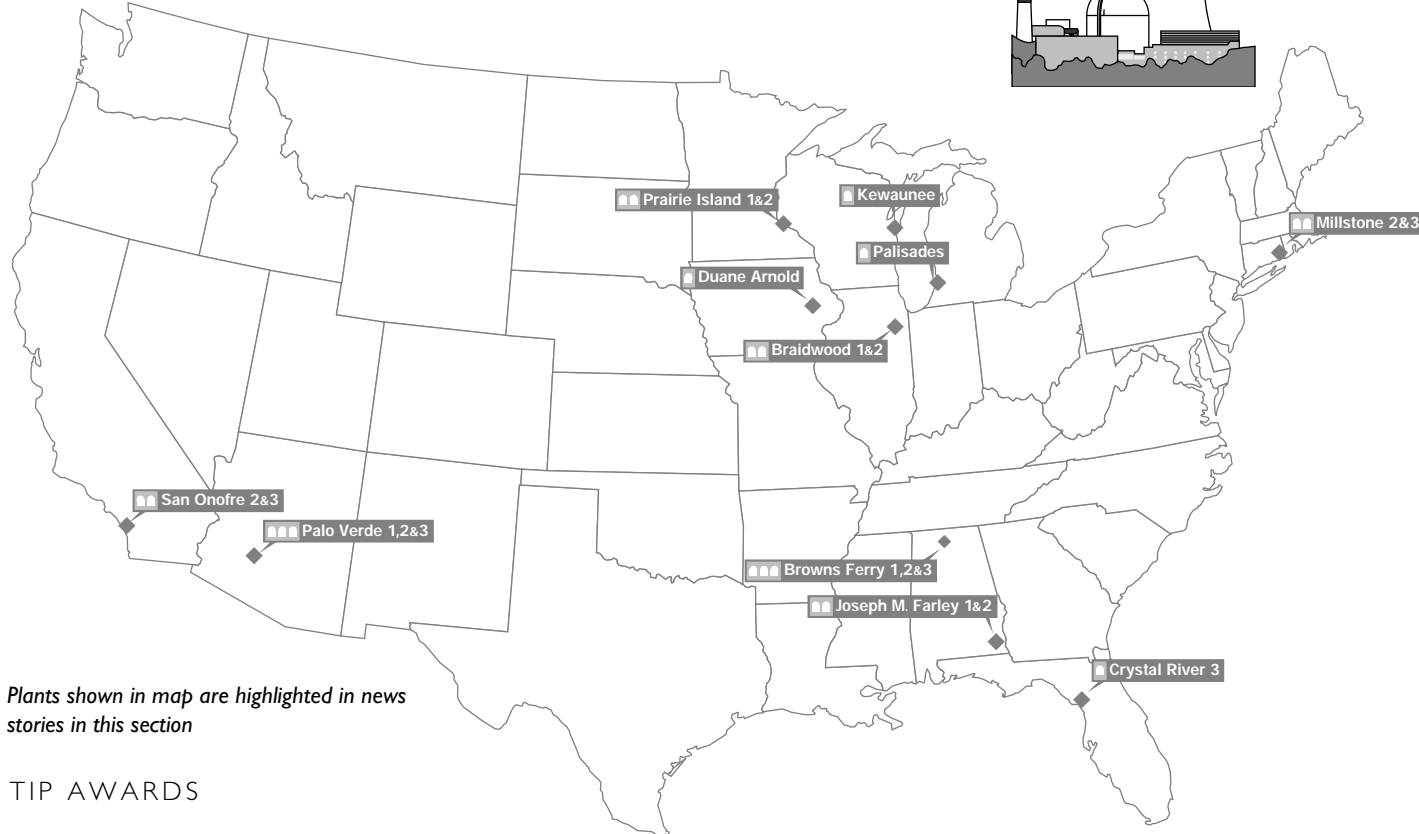 Prairie Island 1&2
Kewaunee
Millstone 2&3
Palisades
Duane Arnold
Braidwood 1&2
San Onofre 2&3
Palo Verde 1,2&3
Browns Ferry 1,2&3
Joseph M. Farley 1&2
Crystal River 3
Plants shown in map are highlighted in news
stories in this section
TIP AWARDS